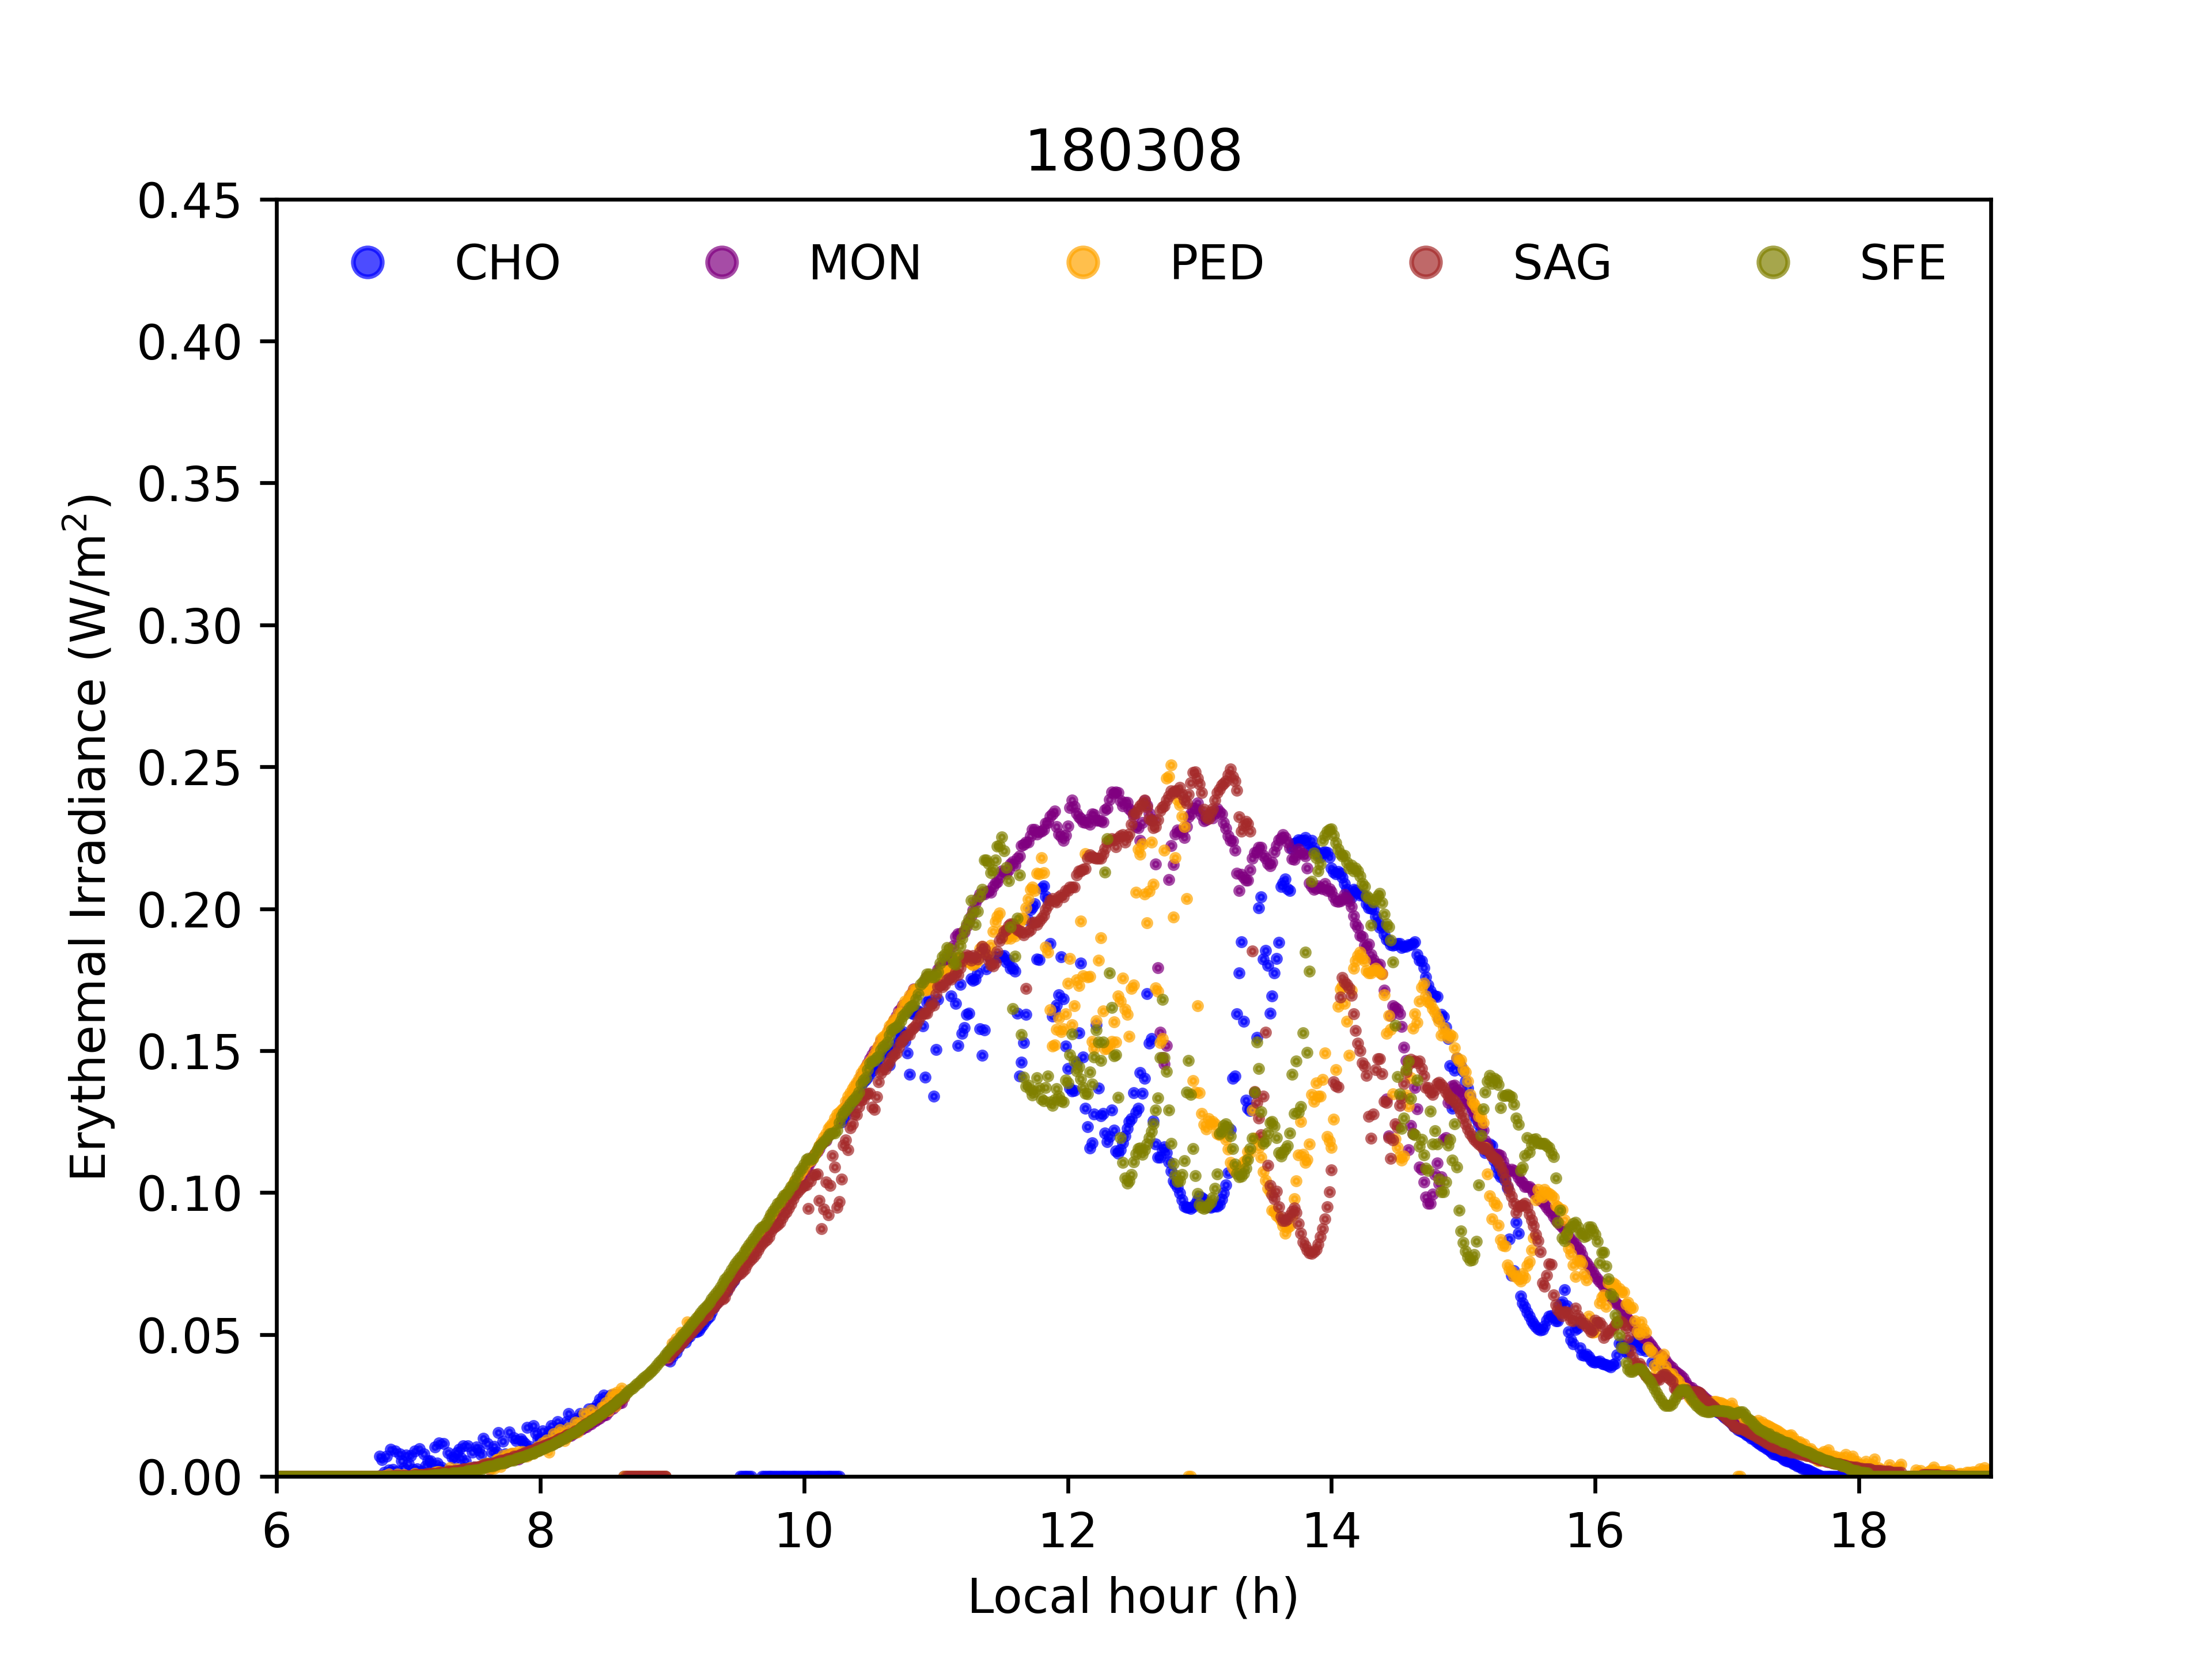 180308
CHO MON PED SAG SFE
0.45
0.40
0.35
0.30
0.25
0.20
0.15
0.10
0.05
0.00
Erythemal Irradiance (W/m²)
6 8 10 12 14 16 18
Local hour (h)